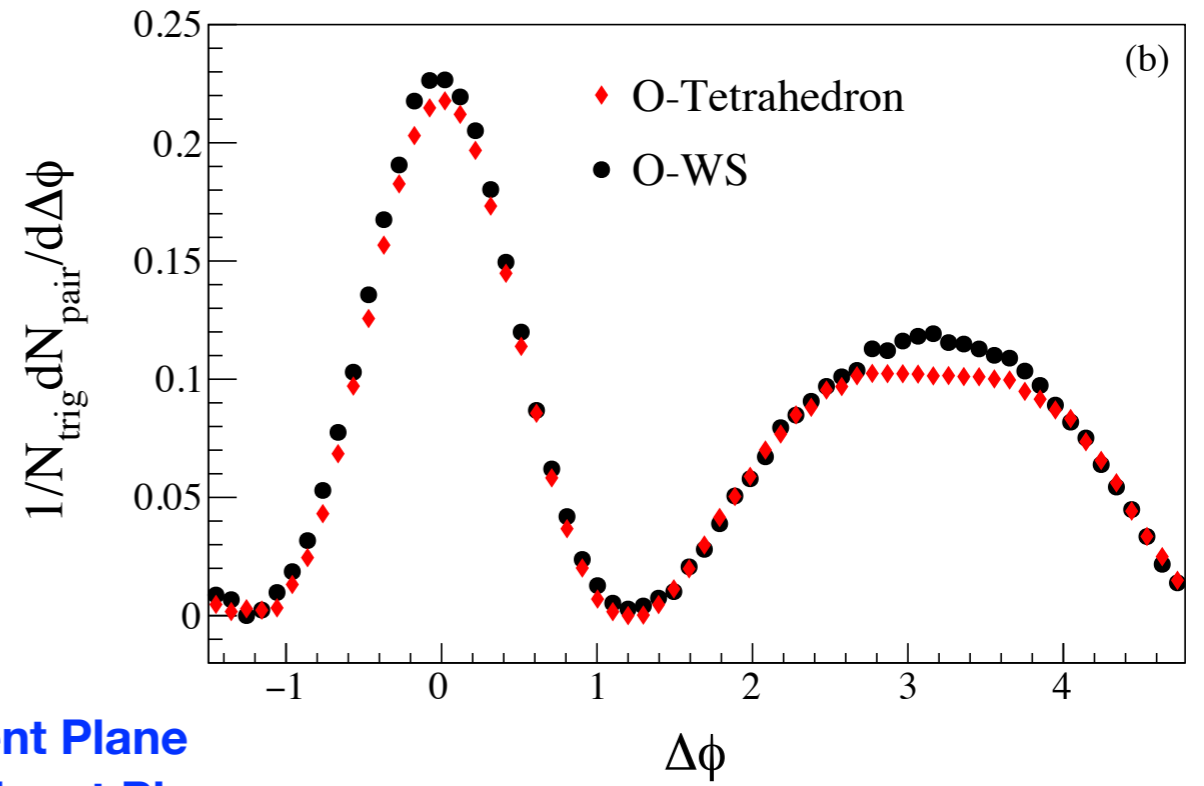 0.25
(b)
O-Tetrahedron
0.2
O-WS
1/N_trig dN_pair/dΔϕ
0.15
0.1
0.05
0
−1 0 1 2 3 4
Δϕ
nt Plane